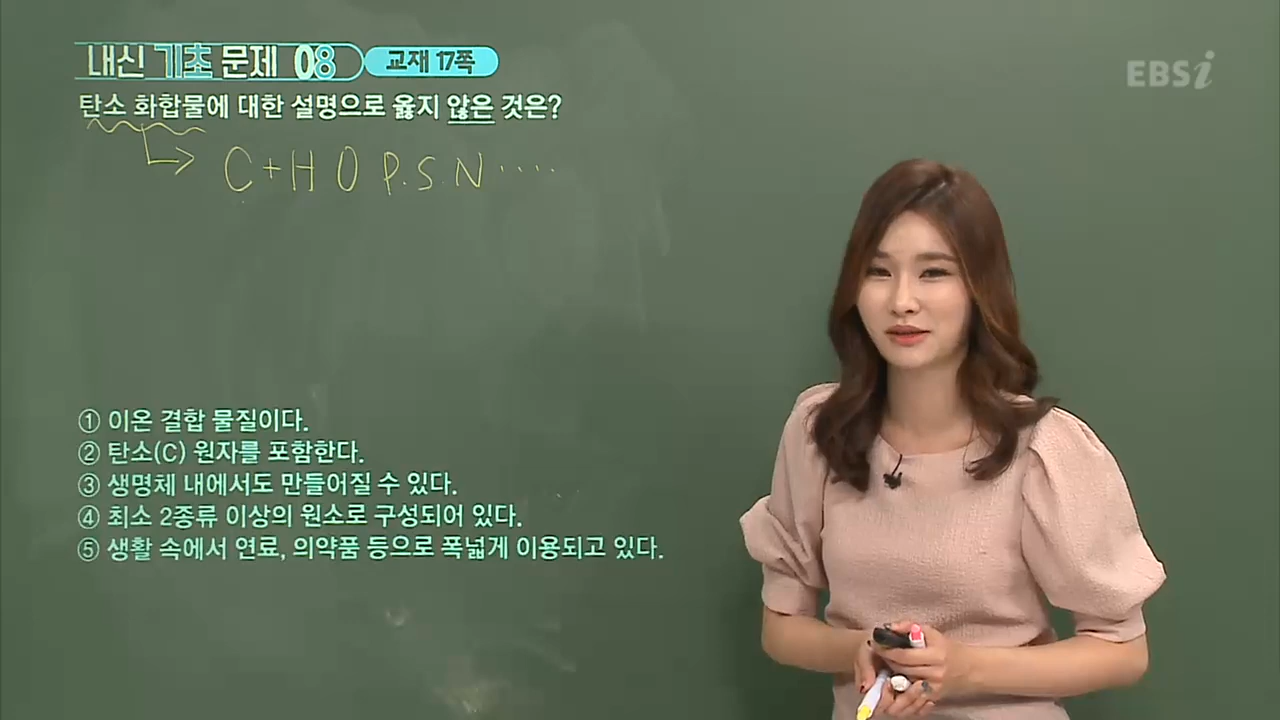 내신 기초 문제 08 교재 17쪽
EBSi
탄소 화합물에 대한 설명으로 옳지 않은 것은?
C+H O P.S.N ....
① 이온 결합 물질이다.
② 탄소(C) 원자를 포함한다.
③ 생명체 내에서도 만들어질 수 있다.
④ 최소 2종류 이상의 원소로 구성되어 있다.
⑤ 생활 속에서 연료, 의약품 등으로 폭넓게 이용되고 있다.